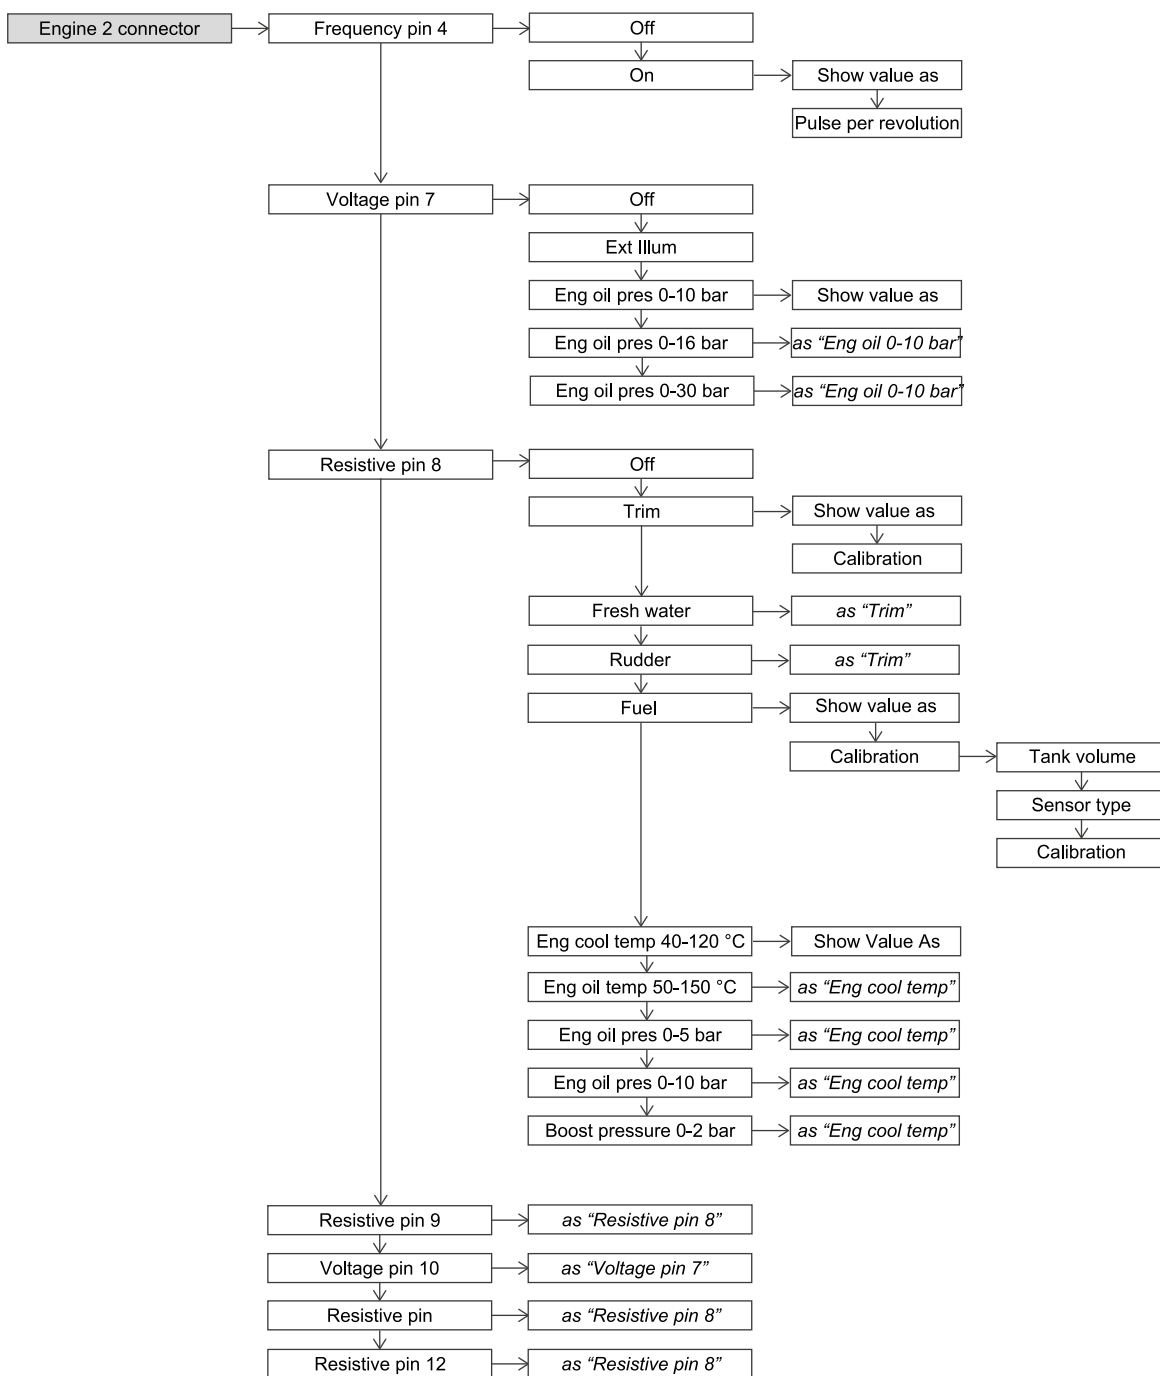 Engine 2 connector
Frequency pin 4
Off
On
Show value as
Pulse per revolution
Voltage pin 7
Off
Ext Illum
Eng oil pres 0-10 bar
Show value as
Eng oil pres 0-16 bar
as “Eng oil 0-10 bar”
Eng oil pres 0-30 bar
as “Eng oil 0-10 bar”
Resistive pin 8
Off
Trim
Show value as
Calibration
Fresh water
as “Trim”
Rudder
as “Trim”
Fuel
Show value as
Calibration
Tank volume
Sensor type
Calibration
Eng cool temp 40-120 °C
Show Value As
Eng oil temp 50-150 °C
as “Eng cool temp”
Eng oil pres 0-5 bar
as “Eng cool temp”
Eng oil pres 0-10 bar
as “Eng cool temp”
Boost pressure 0-2 bar
as “Eng cool temp”
Resistive pin 9
as “Resistive pin 8”
Voltage pin 10
as “Voltage pin 7”
Resistive pin
as “Resistive pin 8”
Resistive pin 12
as “Resistive pin 8”